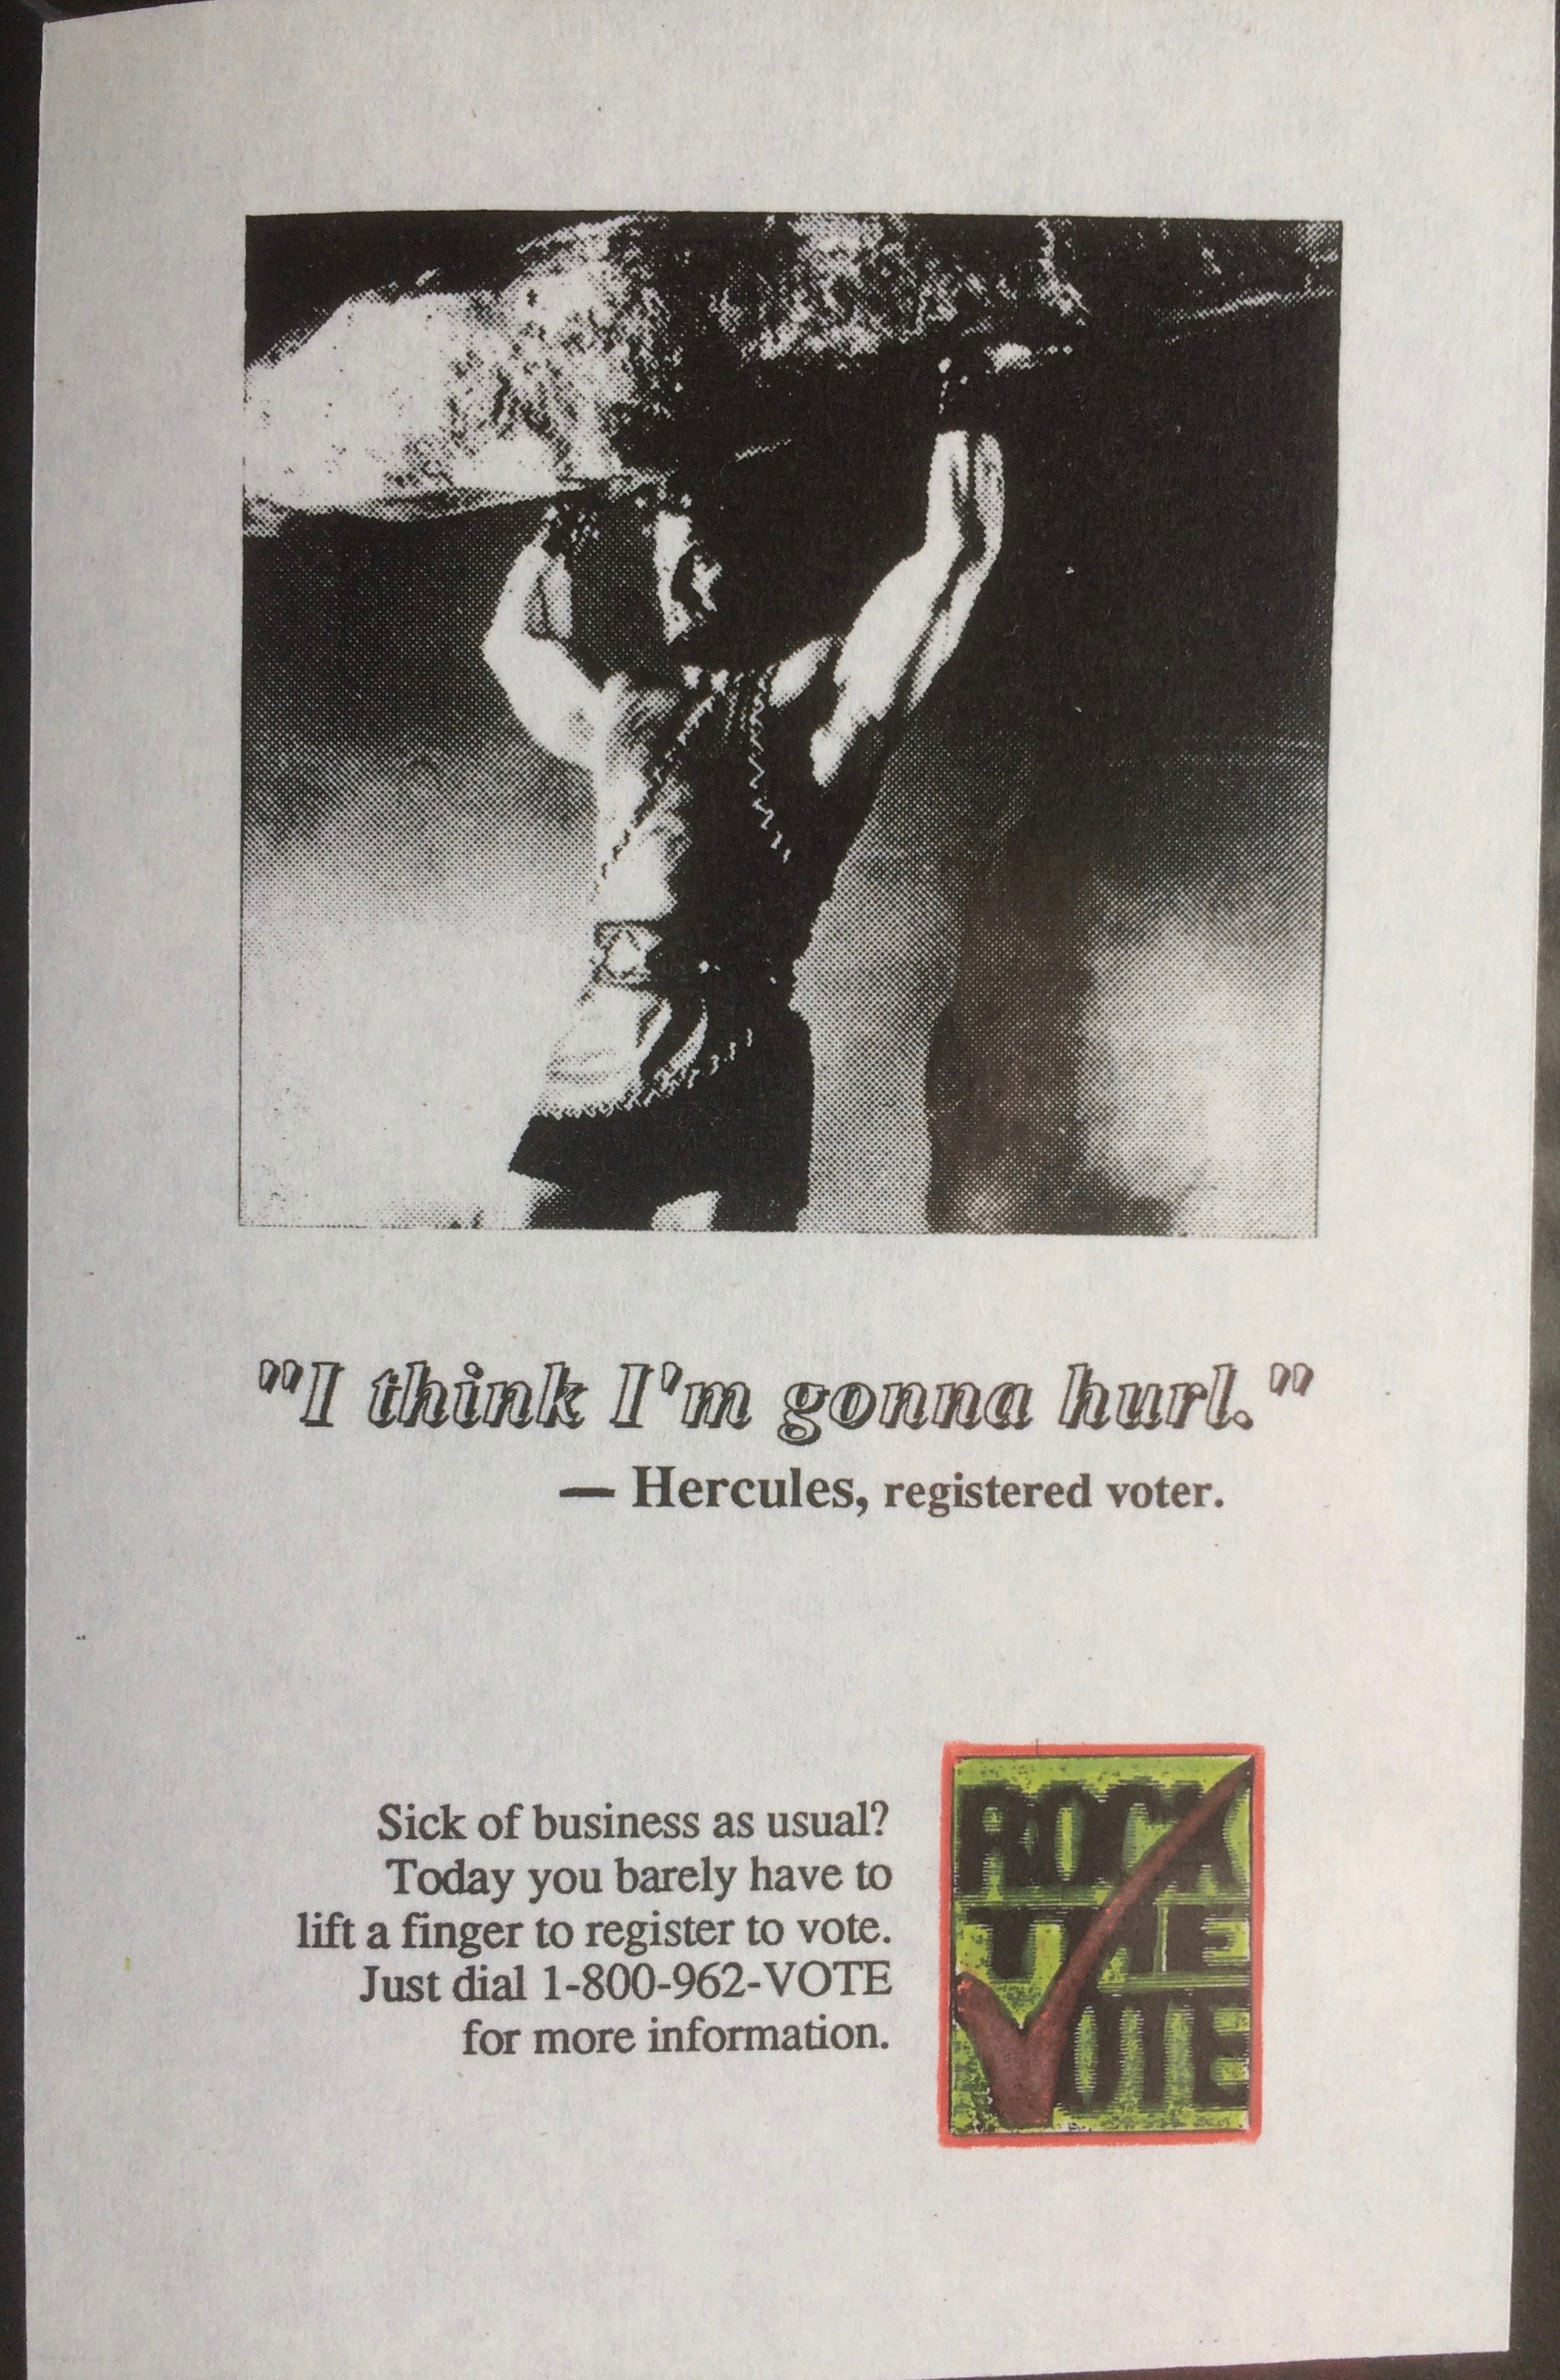 "I think I'm gonna hurl."
— Hercules, registered voter.
Sick of business as usual?
Today you barely have to
lift a finger to register to vote.
Just dial 1-800-962-VOTE
for more information.
ROCK
THE
VOTE